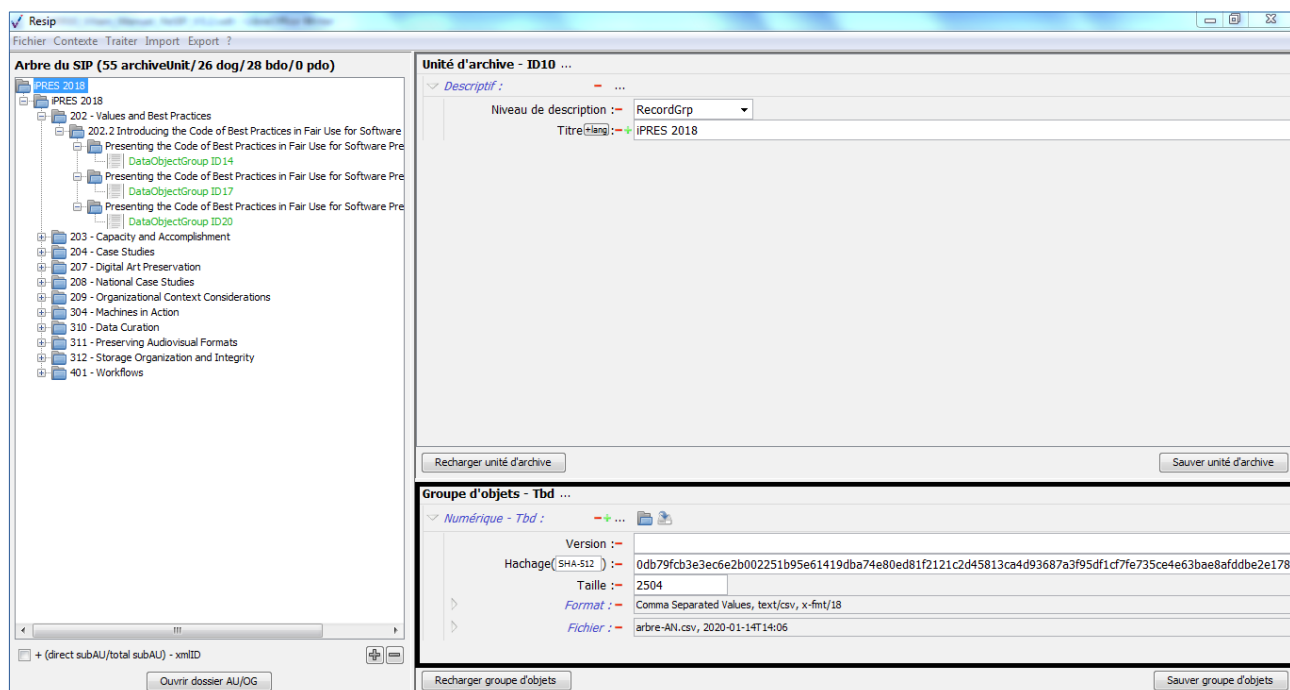 Resip
Fichier Contexte Traiter Import Export ?
Arbre du SIP (55 archiveUnit/26 dog/28 bdo/0 pdo)
iPRES 2018
iPRES 2018
202 - Values and Best Practices
202.2 Introducing the Code of Best Practices in Fair Use for Software
Presenting the Code of Best Practices in Fair Use for Software Pre
DataObjectGroup ID14
Presenting the Code of Best Practices in Fair Use for Software Pre
DataObjectGroup ID17
Presenting the Code of Best Practices in Fair Use for Software Pre
DataObjectGroup ID20
203 - Capacity and Accomplishment
204 - Case Studies
207 - Digital Art Preservation
208 - National Case Studies
209 - Organizational Context Considerations
304 - Machines in Action
310 - Data Curation
311 - Preserving Audiovisual Formats
312 - Storage Organization and Integrity
401 - Workflows
+ (direct subAU/total subAU) - xmlID
Ouvrir dossier AU/OG
Unité d'archive - ID10 ...
Descriptif : - ...
Niveau de description :- RecordGrp
Titre +lang :-+ iPRES 2018
Recharger unité d'archive Sauver unité d'archive
Groupe d'objets - Tbd ...
Numérique - Tbd : -+ ...
Version :-
Hachage( SHA-512 ) :- 0db79fcb3e3ec6e2b002251b95e61419dba74e80ed81f2121c2d45813ca4d93687a3f95df1cf7fe735ce4e63bae8afddbe2e178
Taille :- 2504
Format : - Comma Separated Values, text/csv, x-fmt/18
Fichier : - arbre-AN.csv, 2020-01-14T14:06
Recharger groupe d'objets Sauver groupe d'objets